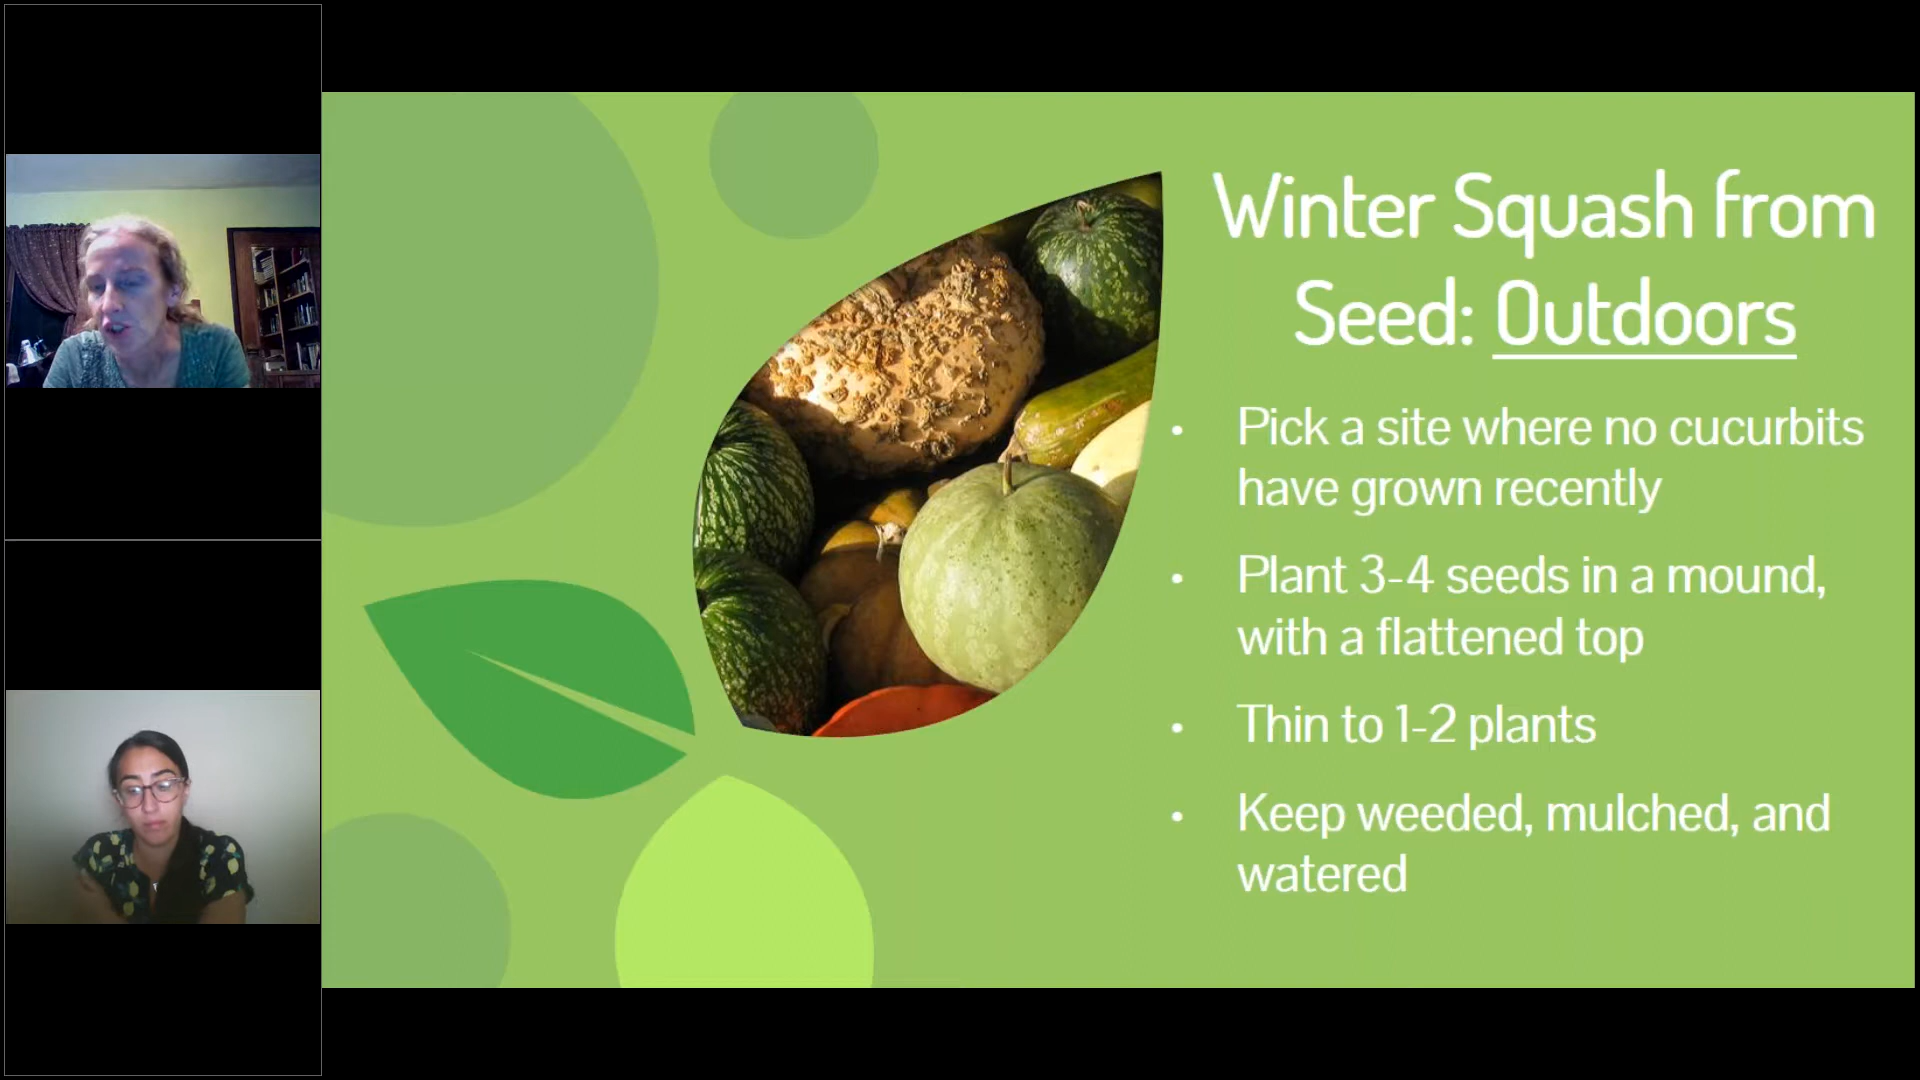 Winter Squash from
Seed: Outdoors
• Pick a site where no cucurbits
have grown recently
• Plant 3-4 seeds in a mound,
with a flattened top
• Thin to 1-2 plants
• Keep weeded, mulched, and
watered